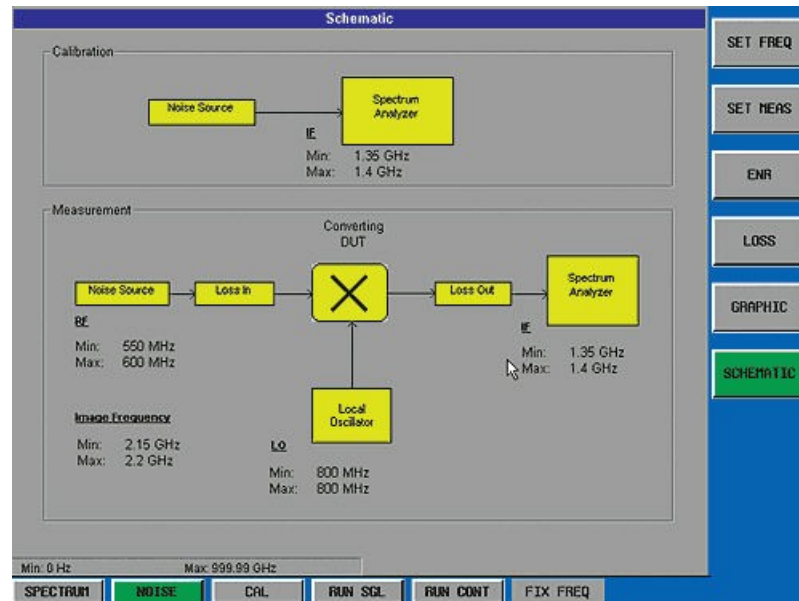 Schematic
Calibration
Noise Source
Spectrum
Analyzer
IF
Min: 1.35 GHz
Max: 1.4 GHz
Measurement
Converting
DUT
Noise Source
Loss In
Loss Out
Spectrum
Analyzer
RF
Min: 550 MHz
Max: 600 MHz
IF
Min: 1.35 GHz
Max: 1.4 GHz
Image Frequency
Min: 2.15 GHz
Max: 2.2 GHz
Local
Oscillator
LO
Min: 800 MHz
Max: 800 MHz
Min: 0 Hz Max: 999.99 GHz
SET FREQ
SET MEAS
ENR
LOSS
GRAPHIC
SCHEMATIC
SPECTRUM
NOISE
CAL
RUN SGL
RUN CONT
FIX FREQ